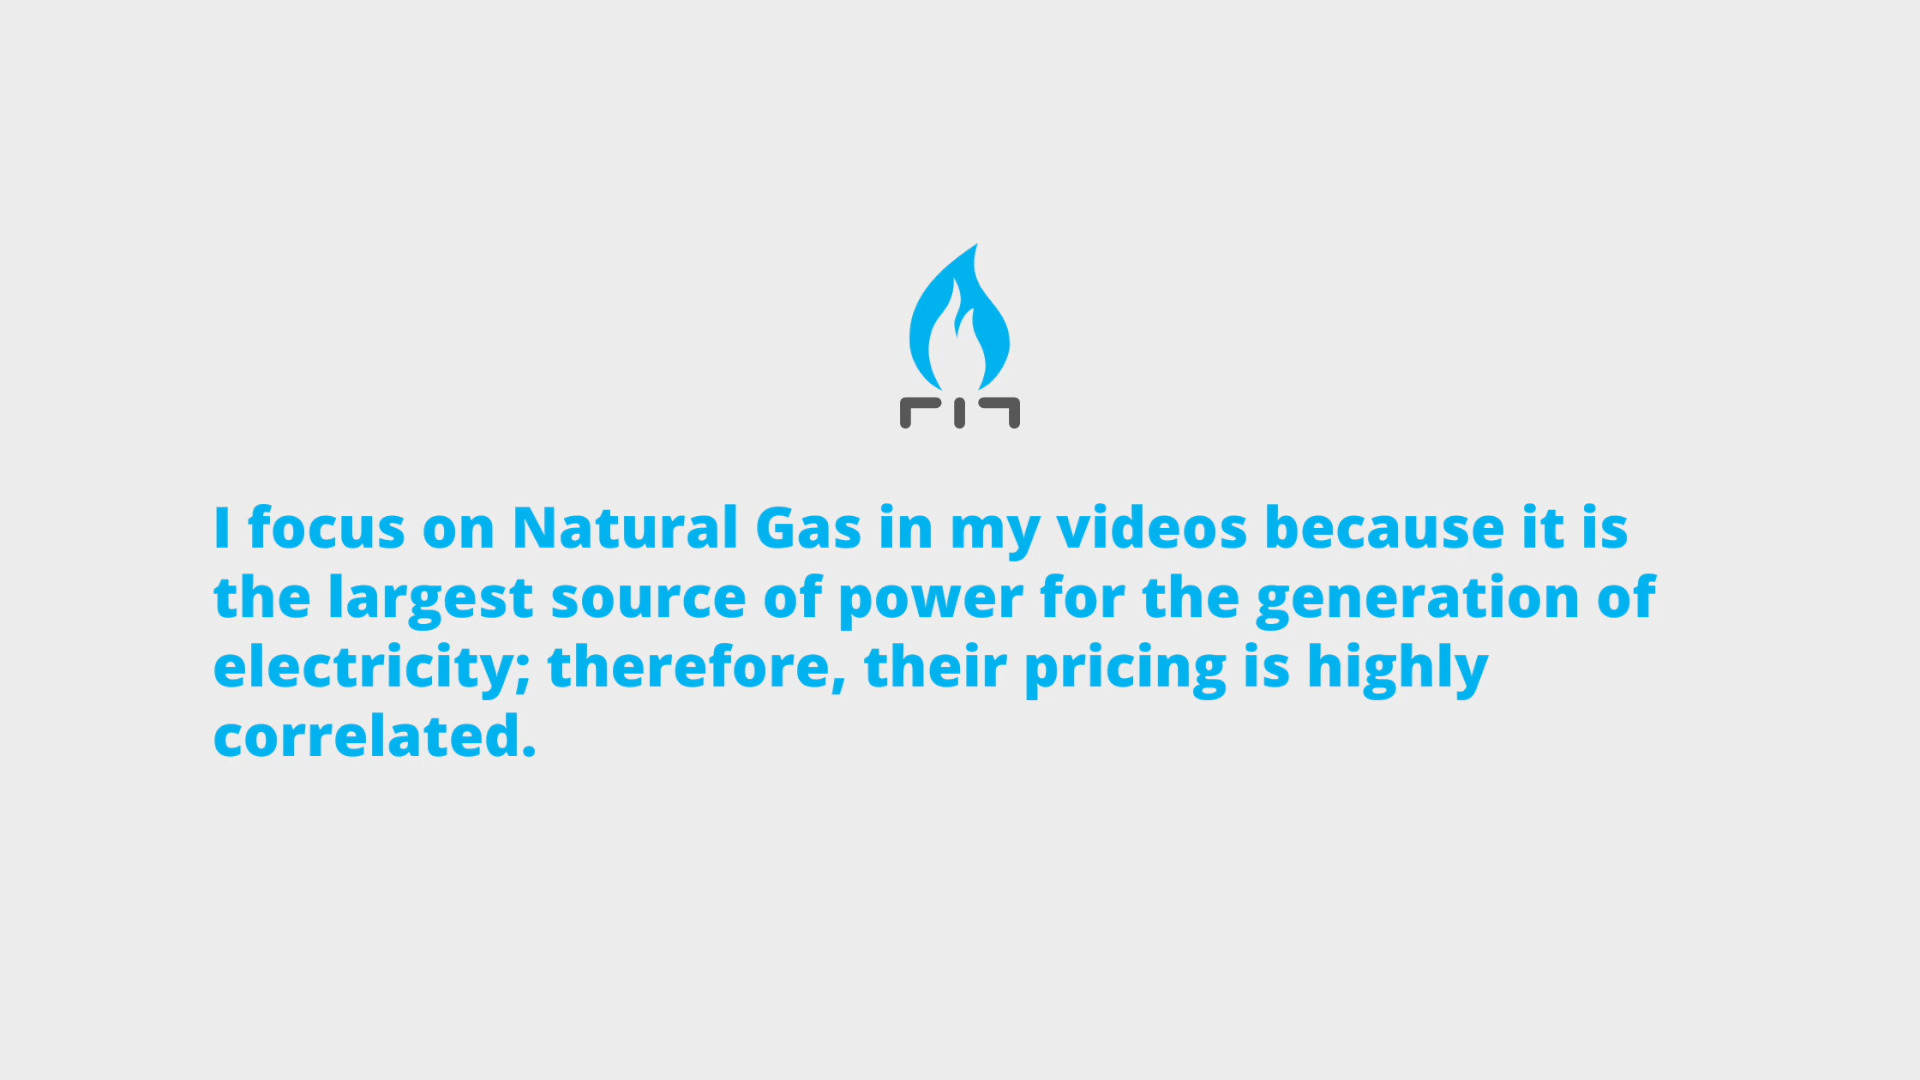 I focus on Natural Gas in my videos because it is
the largest source of power for the generation of
electricity; therefore, their pricing is highly
correlated.